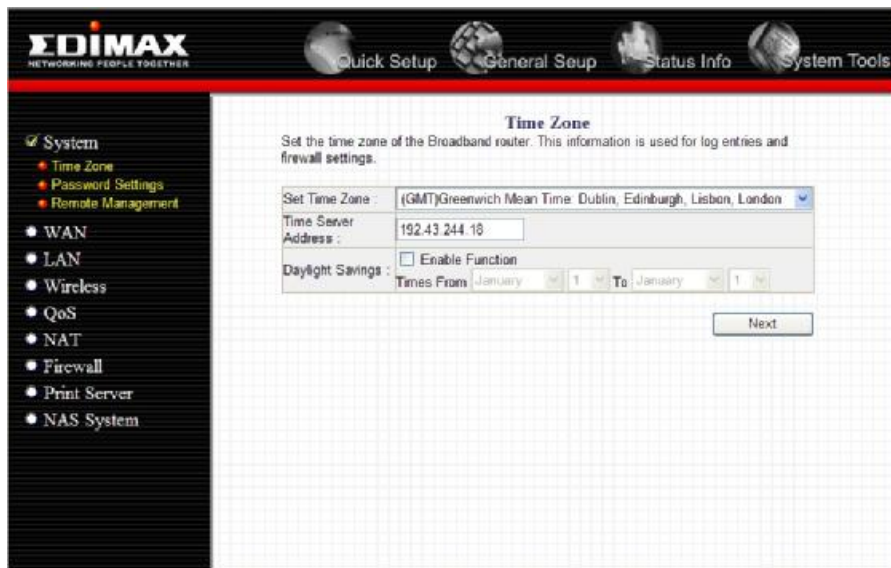 EDIMAX
NETWORKING PEOPLE TOGETHER
Quick Setup
General Seup
Status Info
System Tools
System
Time Zone
Password Settings
Remote Management
WAN
LAN
Wireless
QoS
NAT
Firewall
Print Server
NAS System
Time Zone
Set the time zone of the Broadband router. This information is used for log entries and
firewall settings.
Set Time Zone : (GMT)Greenwich Mean Time: Dublin, Edinburgh, Lisbon, London
Time Server
Address :
192.43.244.18
Daylight Savings :
Enable Function
Times From January 1 To January 1
Next